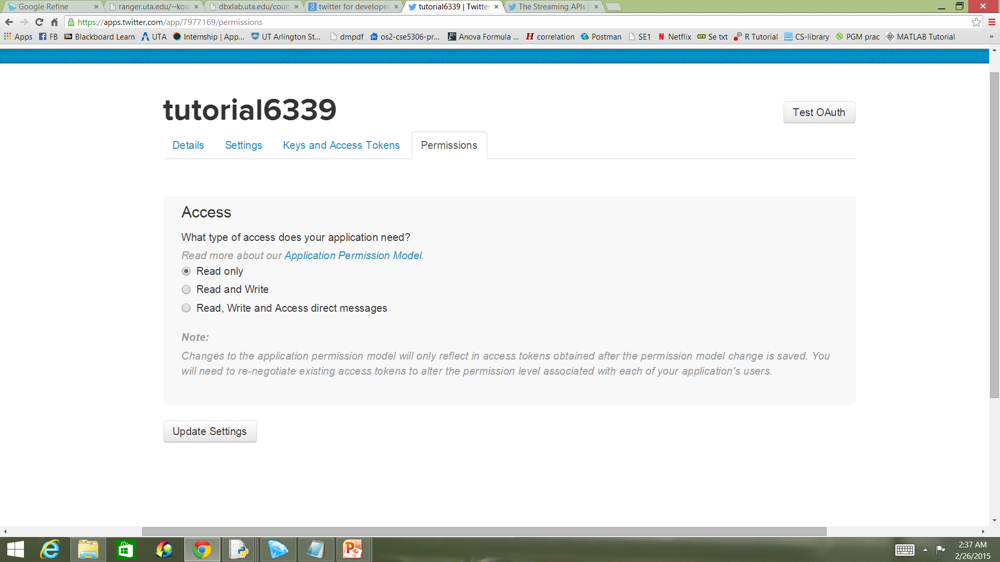 Google Refine
ranger.uta.edu/~kos
dbxlab.uta.edu/cours
twitter for developer
tutorial6339 | Twitter
The Streaming APIs |
https://apps.twitter.com/app/7977169/permissions
Apps
FB
Bb Blackboard Learn
UTA
Internship | App...
UT Arlington St...
dmpdf
os2-cse5306-pr...
Anova Formula ...
H correlation
Postman
SE1
N Netflix
UTD Se txt
R Tutorial
CS-library
PGM prac
MATLAB Tutorial
»
tutorial6339
Test OAuth
Details
Settings
Keys and Access Tokens
Permissions
Access
What type of access does your application need?
Read more about our Application Permission Model.
Read only
Read and Write
Read, Write and Access direct messages
Note:
Changes to the application permission model will only reflect in access tokens obtained after the permission model change is saved. You
will need to re-negotiate existing access tokens to alter the permission level associated with each of your application's users.
Update Settings
2:37 AM
2/26/2015